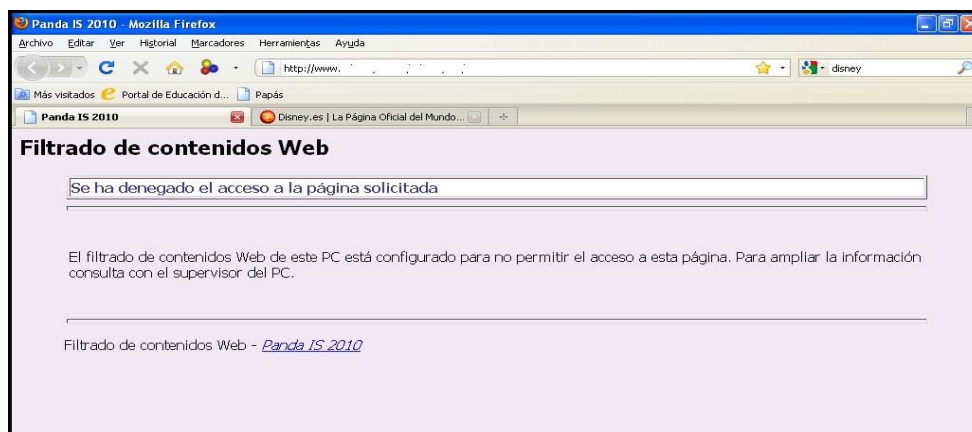 Panda IS 2010 - Mozilla Firefox
Archivo Editar Ver Historial Marcadores Herramientas Ayuda
http://www. disney
Más visitados Portal de Educación d... Papás
Panda IS 2010 Disney.es | La Página Oficial del Mundo...
Filtrado de contenidos Web
Se ha denegado el acceso a la página solicitada
El filtrado de contenidos Web de este PC está configurado para no permitir el acceso a esta página. Para ampliar la información
consulta con el supervisor del PC.
Filtrado de contenidos Web - Panda IS 2010